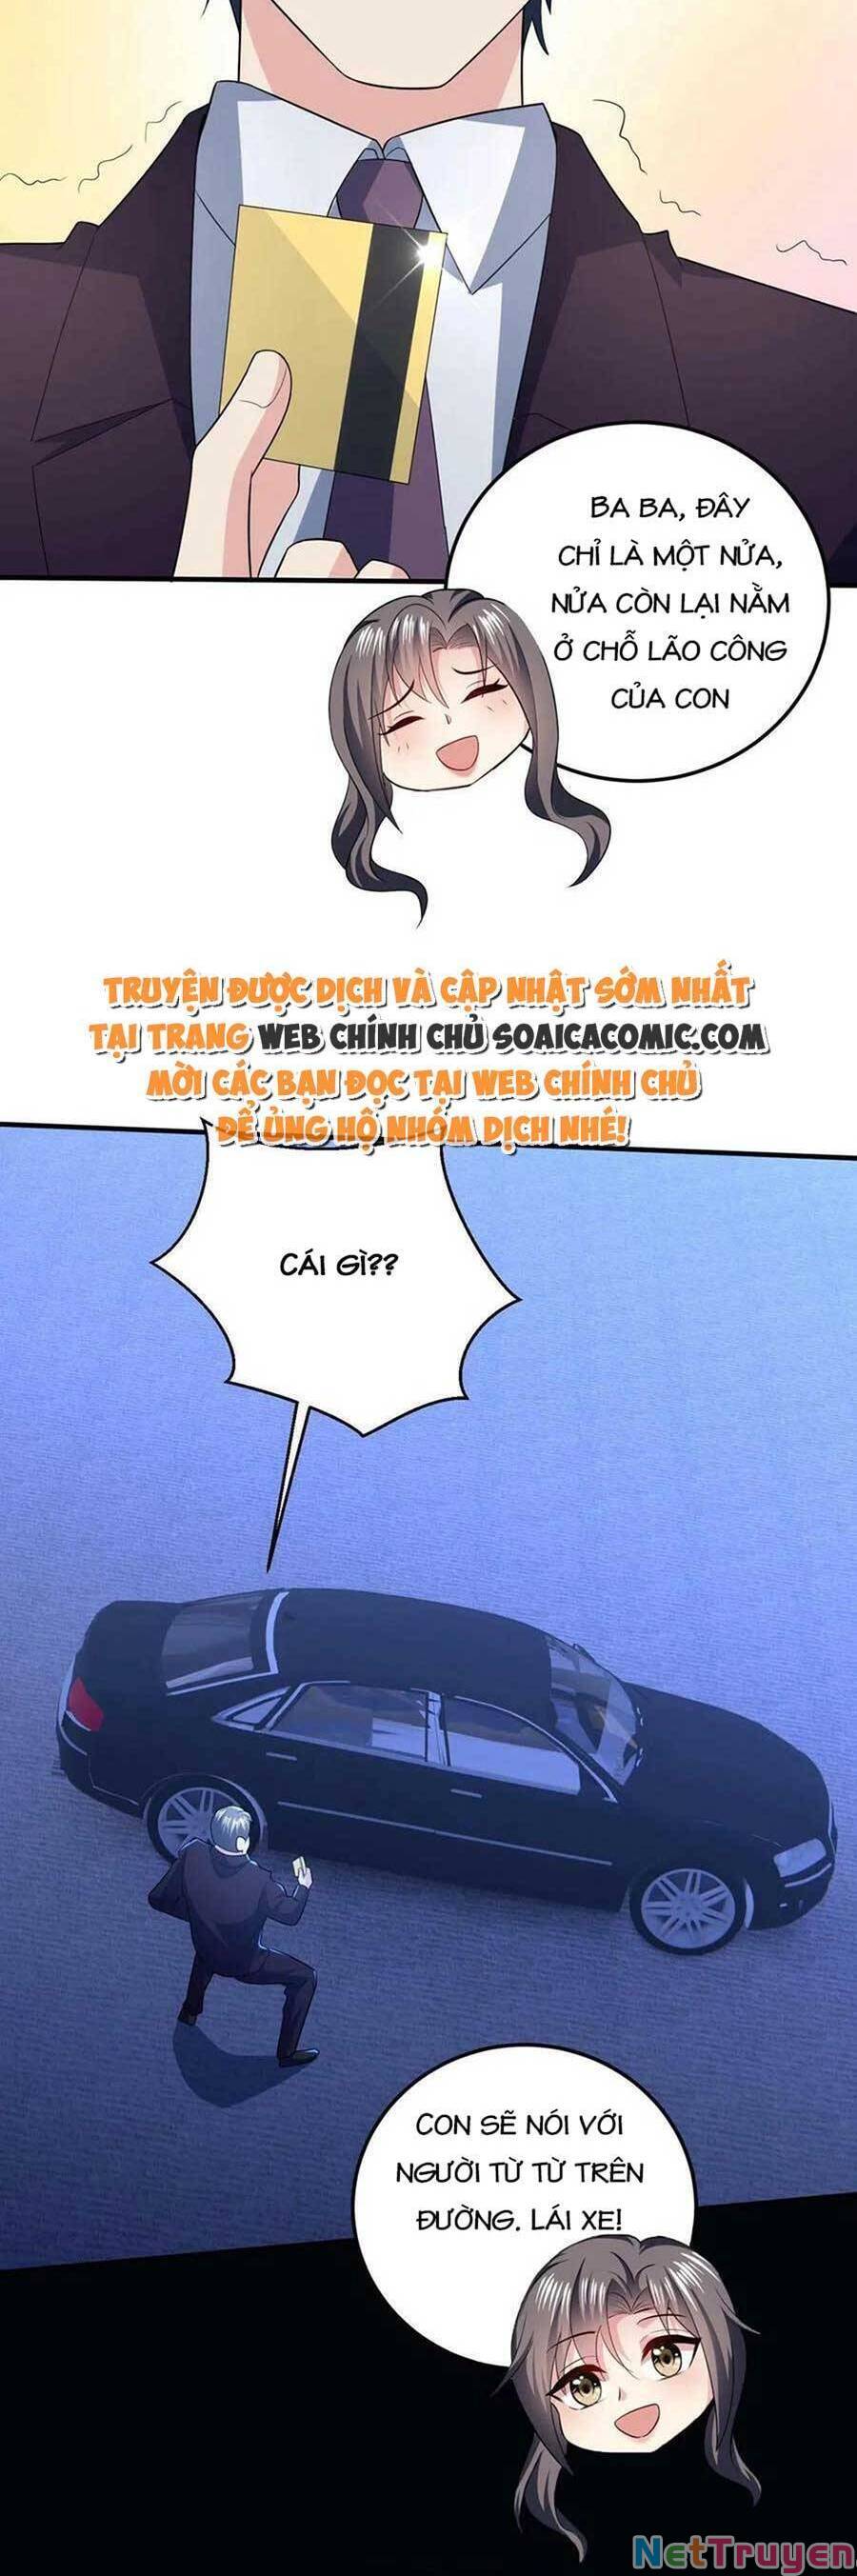 BA BA, ĐÂY
CHỈ LÀ MỘT NỬA,
NỬA CÒN LẠI NẰM
Ở CHỖ LÃO CÔNG
CỦA CON
TRUYỆN ĐƯỢC DỊCH VÀ CẬP NHẬT SỚM NHẤT
TẠI TRANG WEB CHÍNH CHỦ SOAICACOMIC.COM
MỜI CÁC BẠN ĐỌC TẠI WEB CHÍNH CHỦ
ĐỂ ỦNG HỘ NHÓM DỊCH NHÉ!
CÁI GÌ??
CON SẼ NÓI VỚI
NGƯỜI TỪ TỪ TRÊN
ĐƯỜNG. LÁI XE!
NetTruyen